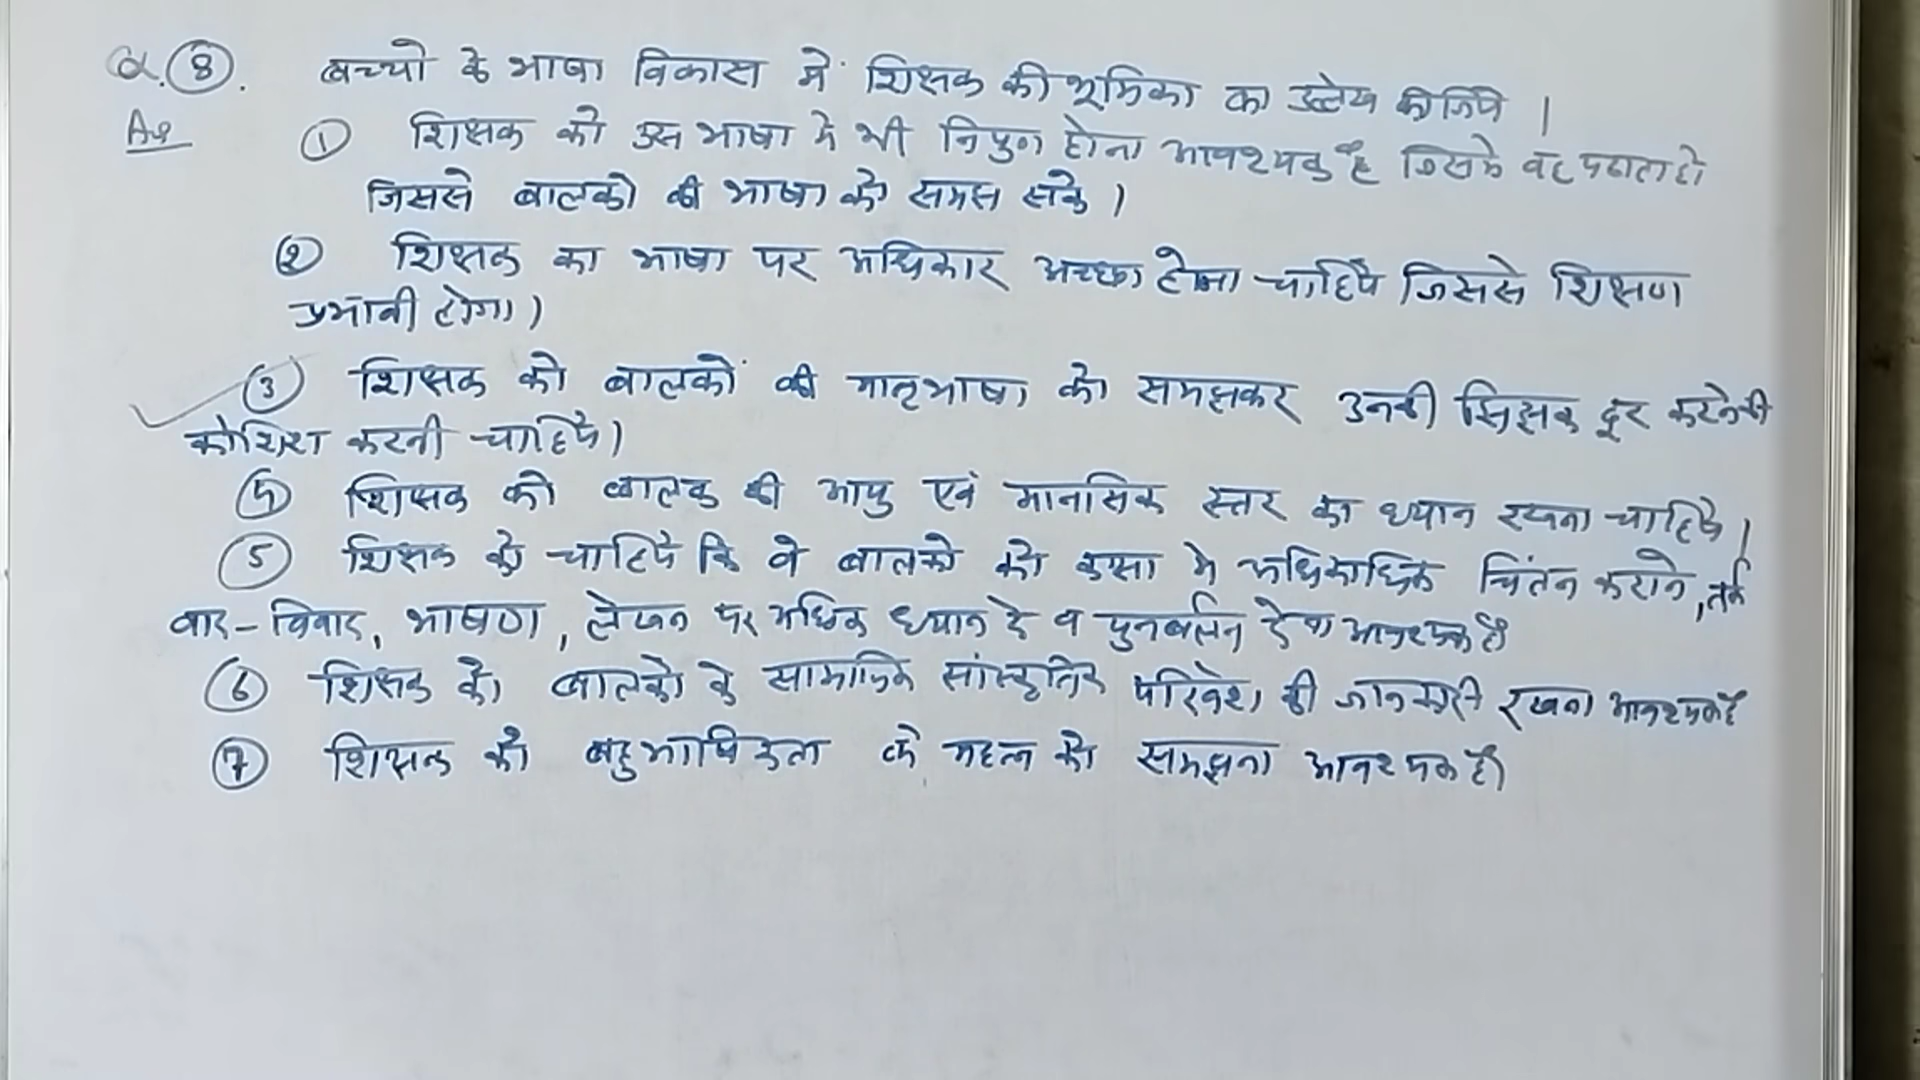 Q. (8). बच्चो के भाषा विकास में शिक्षक की भूमिका का उल्लेख कीजिये ।
Ans (1) शिक्षक को उस भाषा मे भी निपुण होना आवश्यक है जिसमे वह पढाता हो
जिससे बालको की भाषा को समझ सके ।
(2) शिक्षक का भाषा पर अधिकार अच्छा होना चाहिये जिससे शिक्षण
प्रभावी होगा।
(3) शिक्षक को बालकों की मातृभाषा को समझकर उनकी झिझक दूर करने की
कोशिश करनी चाहिये।
(4) शिक्षक को बालक की आयु एवं मानसिक स्तर का ध्यान रखना चाहिये।
(5) शिक्षक को चाहिये कि वे बालको को कक्षा मे अधिकाधिक चिंतन कराने, तर्क
वाद-विवाद, भाषण, लेखन पर अधिक ध्यान दे व पुनर्बलन देना आवश्यक है
(6) शिक्षक को बालको के सामाजिक सांस्कृतिक परिवेश की जानकारी रखना आवश्यक है
(7) शिक्षक को बहुभाषिकता के महत्व को समझना आवश्यक है।